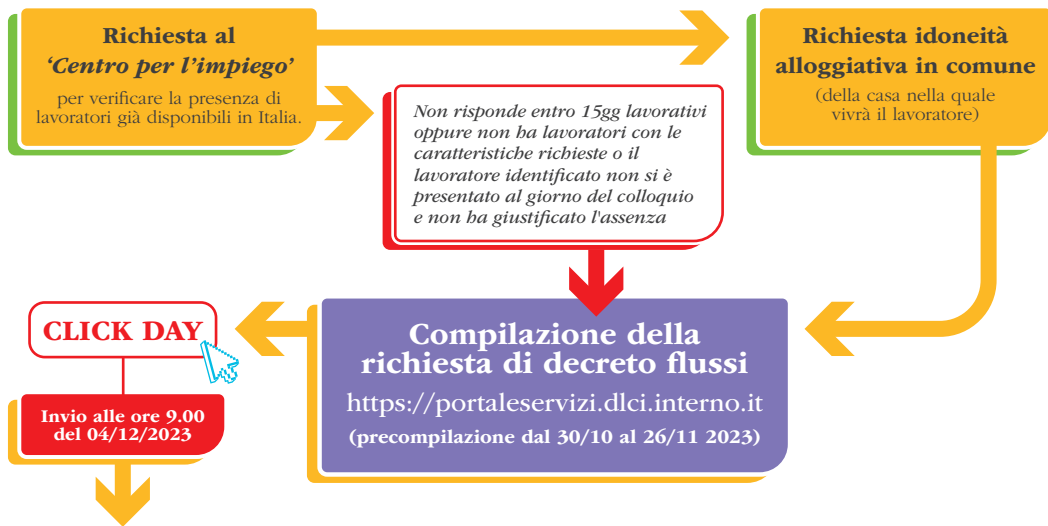 Richiesta al
‘Centro per l’impiego’
per verificare la presenza di
lavoratori già disponibili in Italia.
Richiesta idoneità
alloggiativa in comune
(della casa nella quale
vivrà il lavoratore)
Non risponde entro 15gg lavorativi
oppure non ha lavoratori con le
caratteristiche richieste o il
lavoratore identificato non si è
presentato al giorno del colloquio
e non ha giustificato l'assenza
CLICK DAY
Invio alle ore 9.00
del 04/12/2023
Compilazione della
richiesta di decreto flussi
https://portaleservizi.dlci.interno.it
(precompilazione dal 30/10 al 26/11 2023)